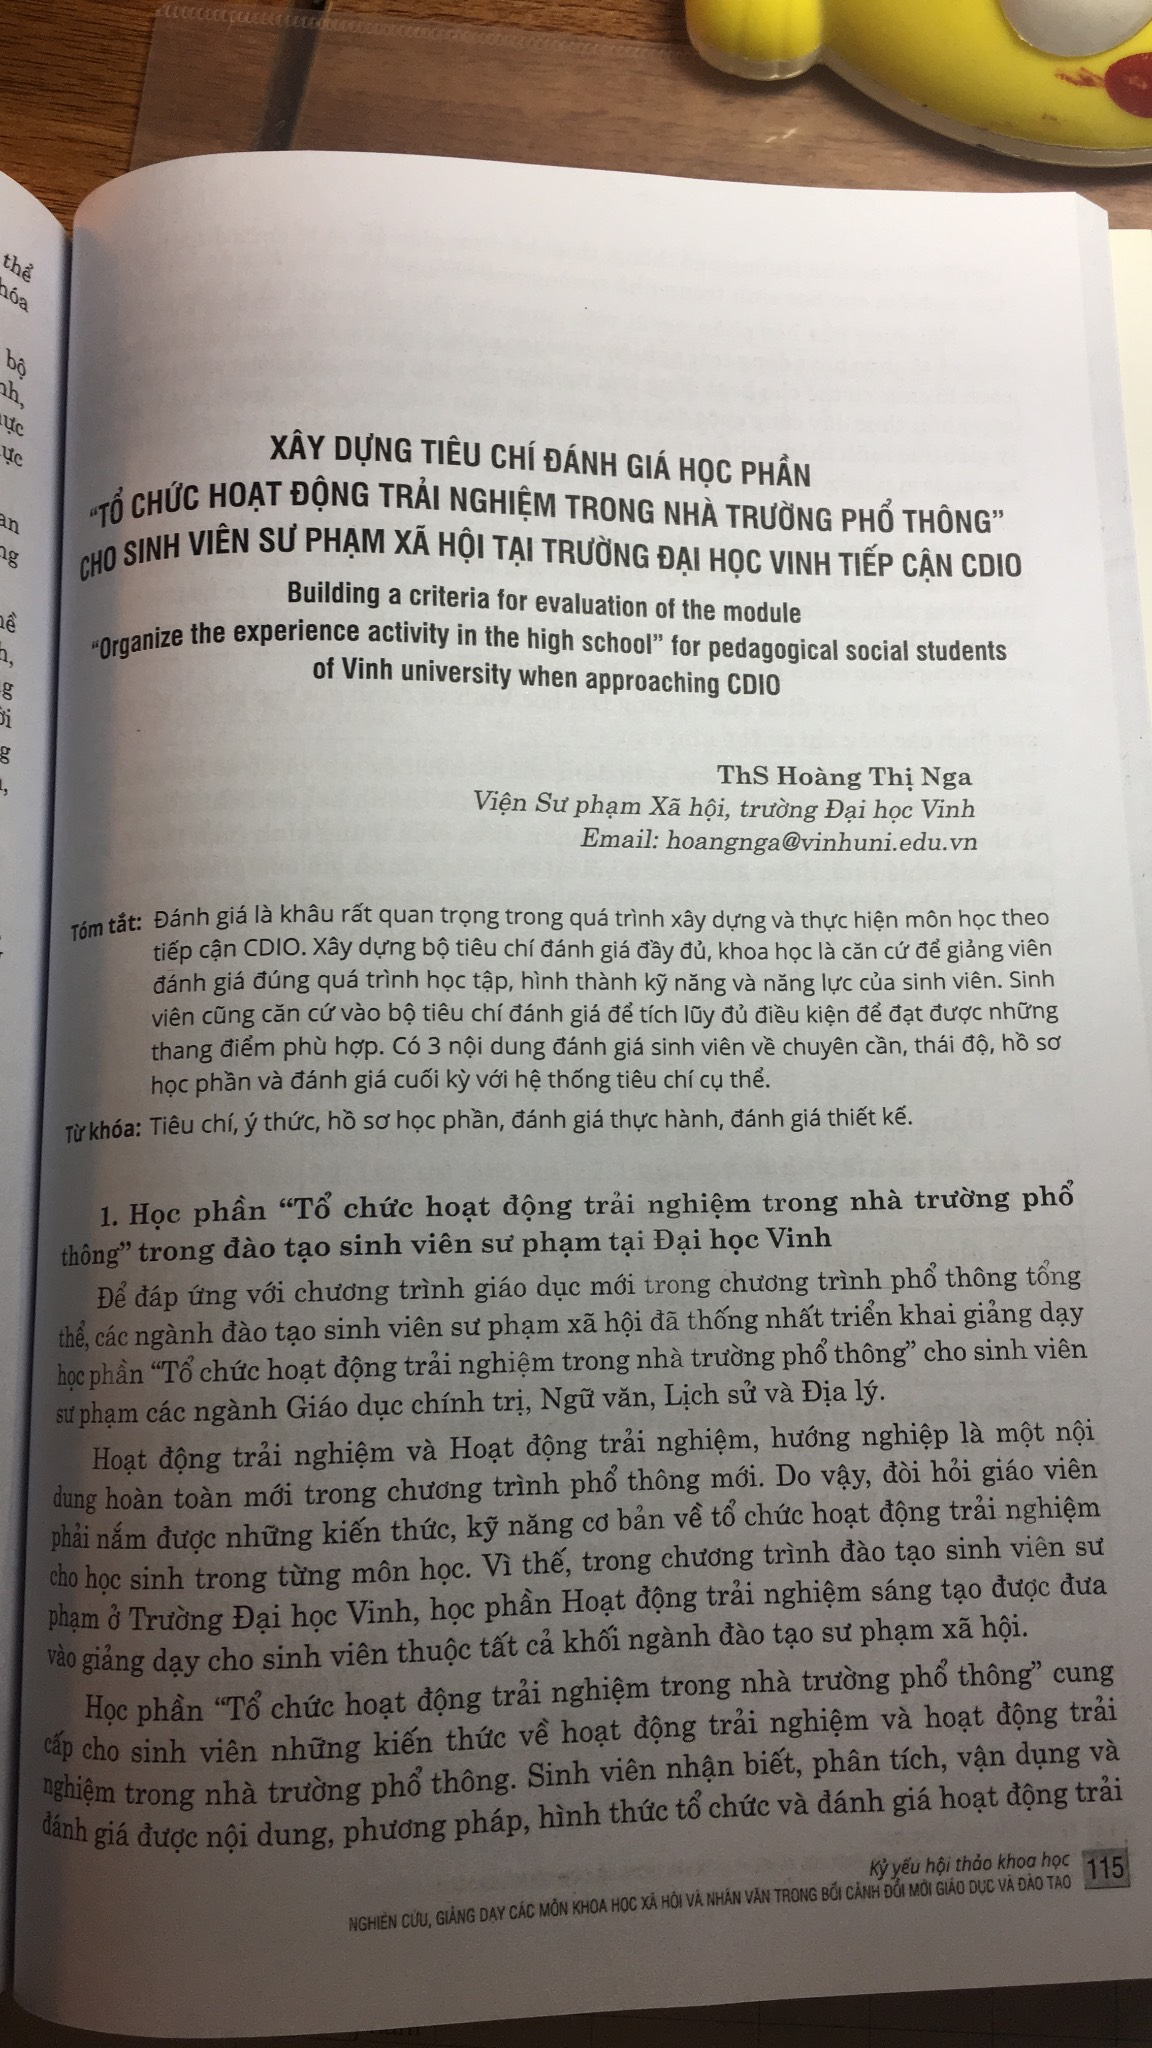 thể
hóa
bộ
XÂY DỰNG TIÊU CHÍ ĐÁNH GIÁ HỌC PHẦN
“TỔ CHỨC HOẠT ĐỘNG TRẢI NGHIỆM TRONG NHÀ TRƯỜNG PHỔ THÔNG”
CHO SINH VIÊN SƯ PHẠM XÃ HỘI TẠI TRƯỜNG ĐẠI HỌC VINH TIẾP CẬN CDIO
Building a criteria for evaluation of the module
“Organize the experience activity in the high school” for pedagogical social students
of Vinh university when approaching CDIO
ThS Hoàng Thị Nga
Viện Sư phạm Xã hội, trường Đại học Vinh
Email: hoangnga@vinhuni.edu.vn
Tóm tắt: Đánh giá là khâu rất quan trọng trong quá trình xây dựng và thực hiện môn học theo
tiếp cận CDIO. Xây dựng bộ tiêu chí đánh giá đầy đủ, khoa học là căn cứ để giảng viên
đánh giá đúng quá trình học tập, hình thành kỹ năng và năng lực của sinh viên. Sinh
viên cũng căn cứ vào bộ tiêu chí đánh giá để tích lũy đủ điều kiện để đạt được những
thang điểm phù hợp. Có 3 nội dung đánh giá sinh viên về chuyên cần, thái độ, hồ sơ
học phần và đánh giá cuối kỳ với hệ thống tiêu chí cụ thể.
Từ khóa: Tiêu chí, ý thức, hồ sơ học phần, đánh giá thực hành, đánh giá thiết kế.
1. Học phần “Tổ chức hoạt động trải nghiệm trong nhà trường phổ
thông” trong đào tạo sinh viên sư phạm tại Đại học Vinh
Để đáp ứng với chương trình giáo dục mới trong chương trình phổ thông tổng
thể, các ngành đào tạo sinh viên sư phạm xã hội đã thống nhất triển khai giảng dạy
học phần “Tổ chức hoạt động trải nghiệm trong nhà trường phổ thông” cho sinh viên
sư phạm các ngành Giáo dục chính trị, Ngữ văn, Lịch sử và Địa lý.
Hoạt động trải nghiệm và Hoạt động trải nghiệm, hướng nghiệp là một nội
dung hoàn toàn mới trong chương trình phổ thông mới. Do vậy, đòi hỏi giáo viên
phải nắm được những kiến thức, kỹ năng cơ bản về tổ chức hoạt động trải nghiệm
cho học sinh trong từng môn học. Vì thế, trong chương trình đào tạo sinh viên sư
phạm ở Trường Đại học Vinh, học phần Hoạt động trải nghiệm sáng tạo được đưa
vào giảng dạy cho sinh viên thuộc tất cả khối ngành đào tạo sư phạm xã hội.
Học phần “Tổ chức hoạt động trải nghiệm trong nhà trường phổ thông” cung
cấp cho sinh viên những kiến thức về hoạt động trải nghiệm và hoạt động trải
nghiệm trong nhà trường phổ thông. Sinh viên nhận biết, phân tích, vận dụng và
đánh giá được nội dung, phương pháp, hình thức tổ chức và đánh giá hoạt động trải
Kỷ yếu hội thảo khoa học 115
NGHIÊN CỨU, GIẢNG DẠY CÁC MÔN KHOA HỌC XÃ HỘI VÀ NHÂN VĂN TRONG BỐI CẢNH ĐỔI MỚI GIÁO DỤC VÀ ĐÀO TẠO